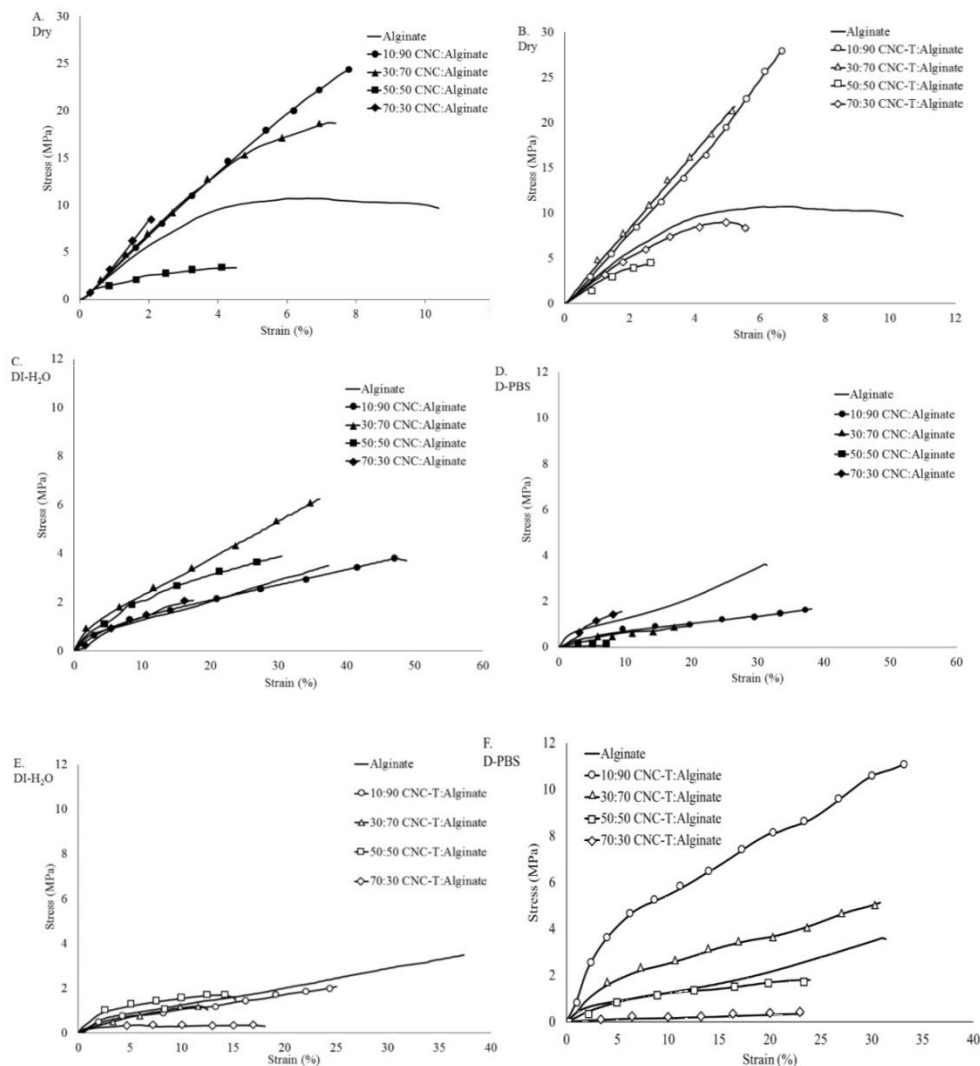 A.
Dry
30
25
20
15
10
5
0
Stress (MPa)
0
2
4
6
8
10
Strain (%)
Alginate
10:90 CNC:Alginate
30:70 CNC:Alginate
50:50 CNC:Alginate
70:30 CNC:Alginate
B.
Dry
30
25
20
15
10
5
0
Stress (MPa)
0
2
4
6
8
10
Strain (%)
Alginate
10:90 CNC-T:Alginate
30:70 CNC-T:Alginate
50:50 CNC-T:Alginate
70:30 CNC-T:Alginate
C.
DI-H₂O
12
10
8
6
4
2
0
Stress (MPa)
0
10
20
30
40
50
60
Strain (%)
Alginate
10:90 CNC:Alginate
30:70 CNC:Alginate
50:50 CNC:Alginate
70:30 CNC:Alginate
D.
D-PBS
12
10
8
6
4
2
0
Stress (MPa)
0
10
20
30
40
50
60
Strain (%)
Alginate
10:90 CNC:Alginate
30:70 CNC:Alginate
50:50 CNC:Alginate
70:30 CNC:Alginate
E.
DI-H₂O
12
10
8
6
4
2
0
Stress (MPa)
0
5
10
15
20
25
30
35
40
Strain (%)
Alginate
10:90 CNC-T:Alginate
30:70 CNC-T:Alginate
50:50 CNC-T:Alginate
70:30 CNC-T:Alginate
F.
D-PBS
12
10
8
6
4
2
0
Stress (MPa)
0
5
10
15
20
25
30
35
40
Strain (%)
Alginate
10:90 CNC-T:Alginate
30:70 CNC-T:Alginate
50:50 CNC-T:Alginate
70:30 CNC-T:Alginate